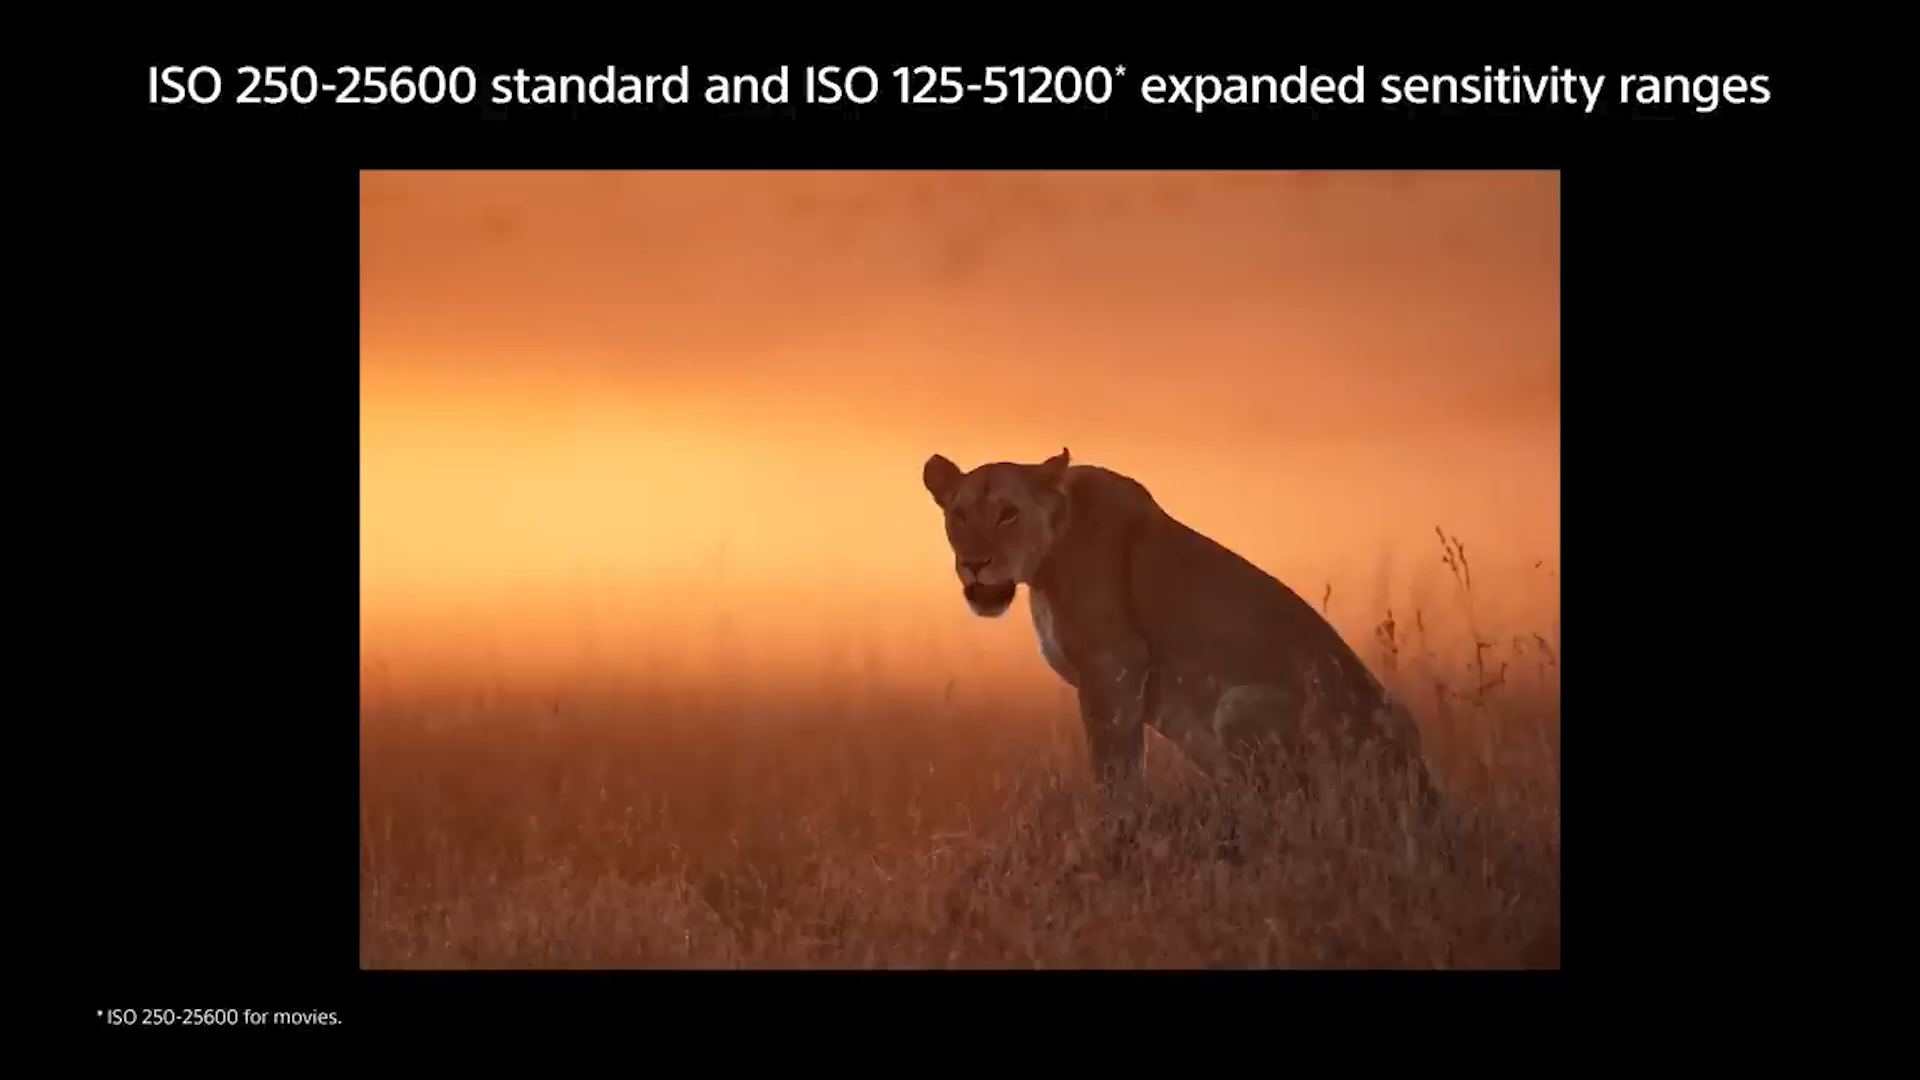 ISO 250-25600 standard and ISO 125-51200* expanded sensitivity ranges
* ISO 250-25600 for movies.